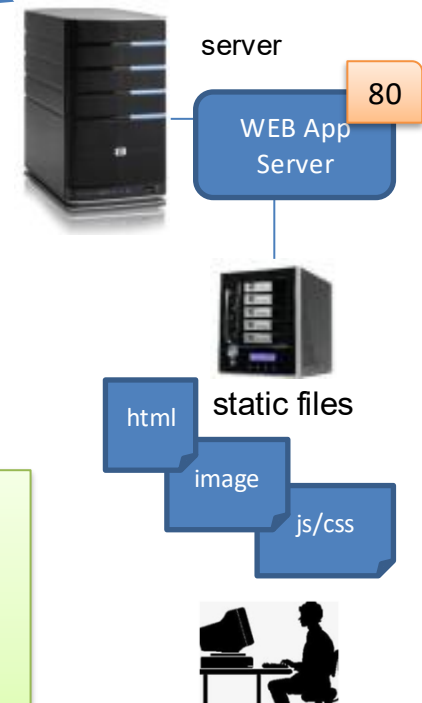 server
80
WEB App
Server
static files
html
image
js/css